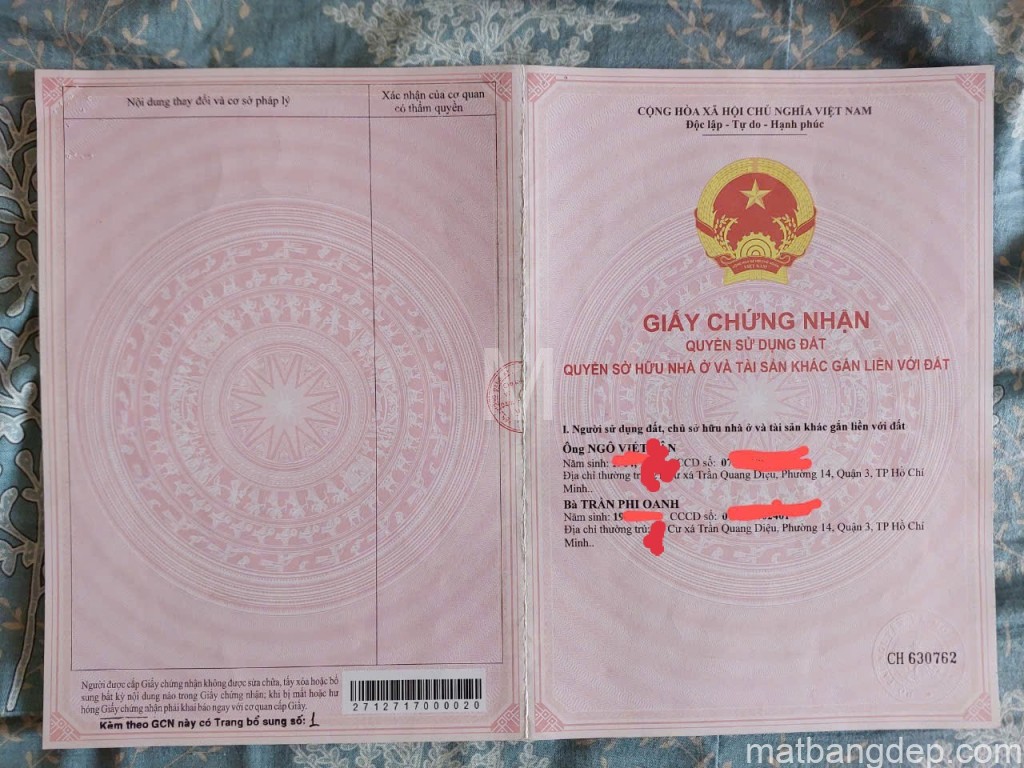 Nội dung thay đổi và cơ sở pháp lý
Xác nhận của cơ quan
có thẩm quyền
Người được cấp Giấy chứng nhận không được sửa chữa, tẩy xóa hoặc bổ
sung bất kỳ nội dung nào trong Giấy chứng nhận; khi bị mất hoặc hư
hỏng Giấy chứng nhận phải khai báo ngay với cơ quan cấp Giấy.
Kèm theo GCN này có Trang bổ sung số: 1
2712717000020
CỘNG HÒA XÃ HỘI CHỦ NGHĨA VIỆT NAM
Độc lập - Tự do - Hạnh phúc
VIỆT NAM
GIẤY CHỨNG NHẬN
QUYỀN SỬ DỤNG ĐẤT
QUYỀN SỞ HỮU NHÀ Ở VÀ TÀI SẢN KHÁC GẮN LIỀN VỚI ĐẤT
M
I. Người sử dụng đất, chủ sở hữu nhà ở và tài sản khác gắn liền với đất
Ông NGÔ VIỆT
Năm sinh: CCCD số: 07
Địa chỉ thường trú: Cư xá Trần Quang Diệu, Phường 14, Quận 3, TP Hồ Chí
Minh..
Bà TRẦN PHI OANH
Năm sinh: 19 CCCD số: 0
Địa chỉ thường trú: Cư xá Trần Quang Diệu, Phường 14, Quận 3, TP Hồ Chí
Minh..
CH 630762
matbangdep.com